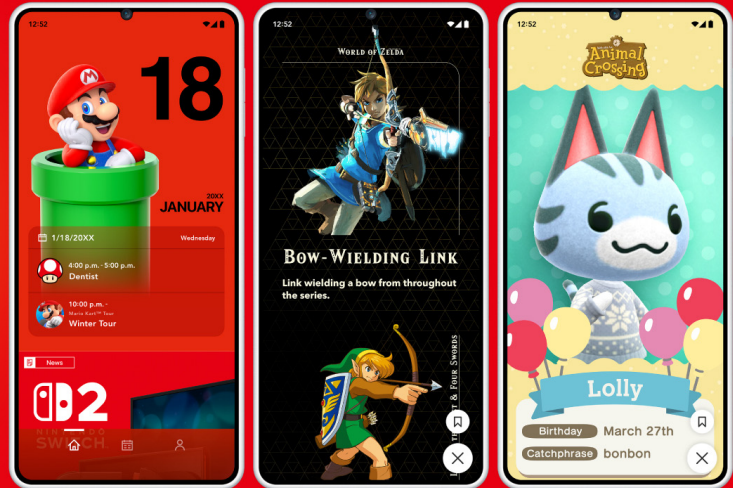 12:52
18
20XX
JANUARY
1/18/20XX
Wednesday
4:00 p.m. - 5:00 p.m.
Dentist
10:00 p.m. -
Mario Kart™ Tour
Winter Tour
News
2
NINTENDO
SWITCH
12:52
World of Zelda
Bow-Wielding Link
Link wielding a bow from throughout
the series.
& Four Swords
12:52
Animal
Crossing
Lolly
Birthday March 27th
Catchphrase bonbon